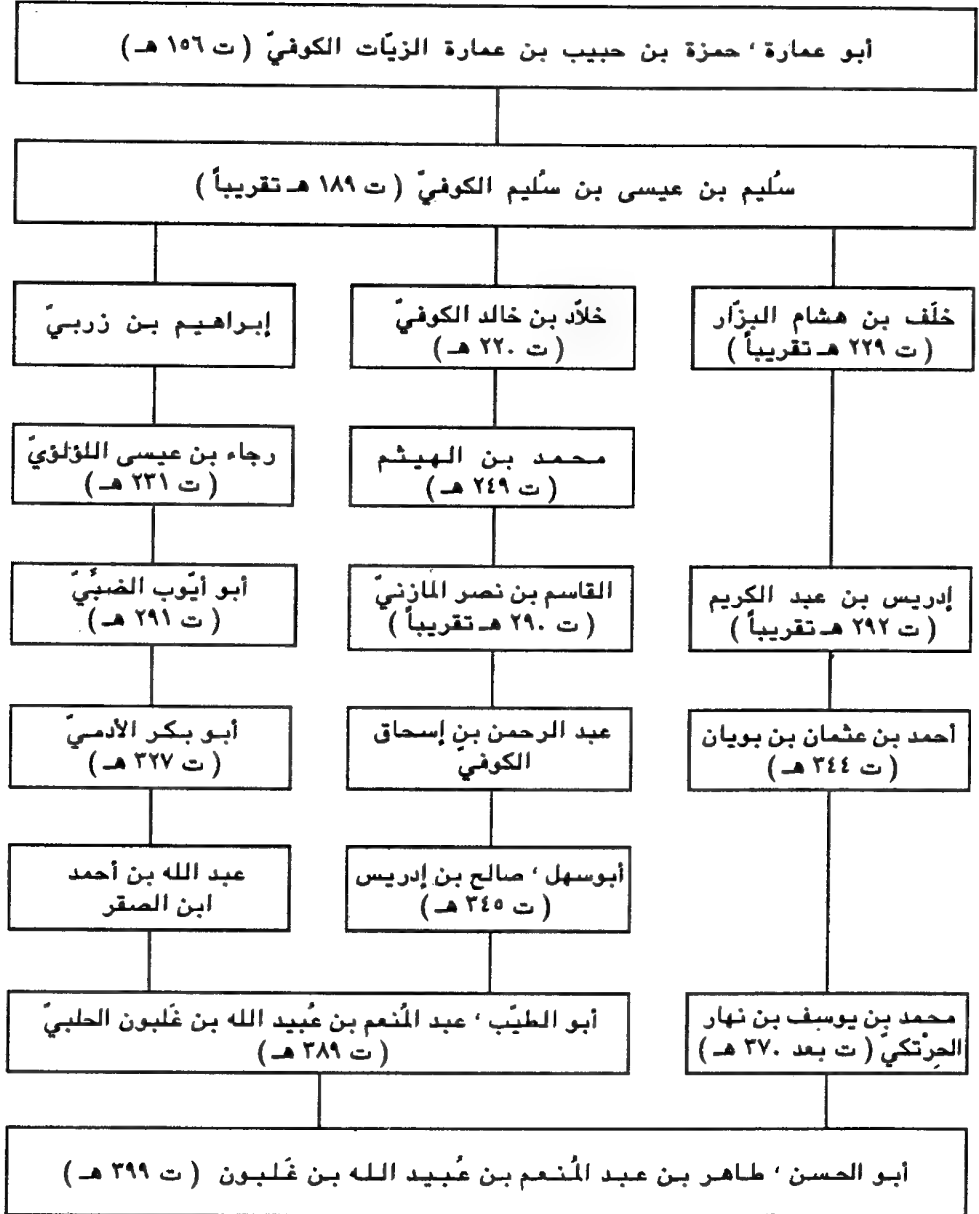 أبو عمارة ، حمزة بن حبيب بن عمارة الزيّات الكوفيّ ( ت ١٥٦ هـ )
سُليم بن عيسى بن سُليم الكوفيّ ( ت ١٨٩ هـ تقريباً )
خلَف بن هشام البزّار
( ت ٢٢٩ هـ تقريباً )
خلاّد بن خالد الكوفيّ
( ت ٢٢٠ هـ )
إبراهيم بن زربيّ
محمد بن الهيثم
( ت ٢٤٩ هـ )
رجاء بن عيسى اللؤلؤيّ
( ت ٢٣١ هـ )
إدريس بن عبد الكريم
( ت ٢٩٢ هـ تقريباً )
القاسم بن نصر المازنيّ
( ت ٢٩٠ هـ تقريباً )
أبو أيّوب الضبّيّ
( ت ٢٩١ هـ )
أحمد بن عثمان بن بويان
( ت ٣٤٤ هـ )
عبد الرحمن بن إسحاق
الكوفيّ
أبو بكر الأدميّ
( ت ٣٢٧ هـ )
أبوسهل ، صالح بن إدريس
( ت ٣٤٥ هـ )
عبد الله بن أحمد
ابن الصقر
محمد بن يوسف بن نهار
الحِرْتكيّ ( ت بعد ٣٧٠ هـ )
أبو الطيّب ، عبد المُنعم بن عُبيد الله بن غَلبون الحلبيّ
( ت ٣٨٩ هـ )
أبو الحسن ، طاهر بن عبد المُنعم بن عُبيد الله بن غَلبون ( ت ٣٩٩ هـ )